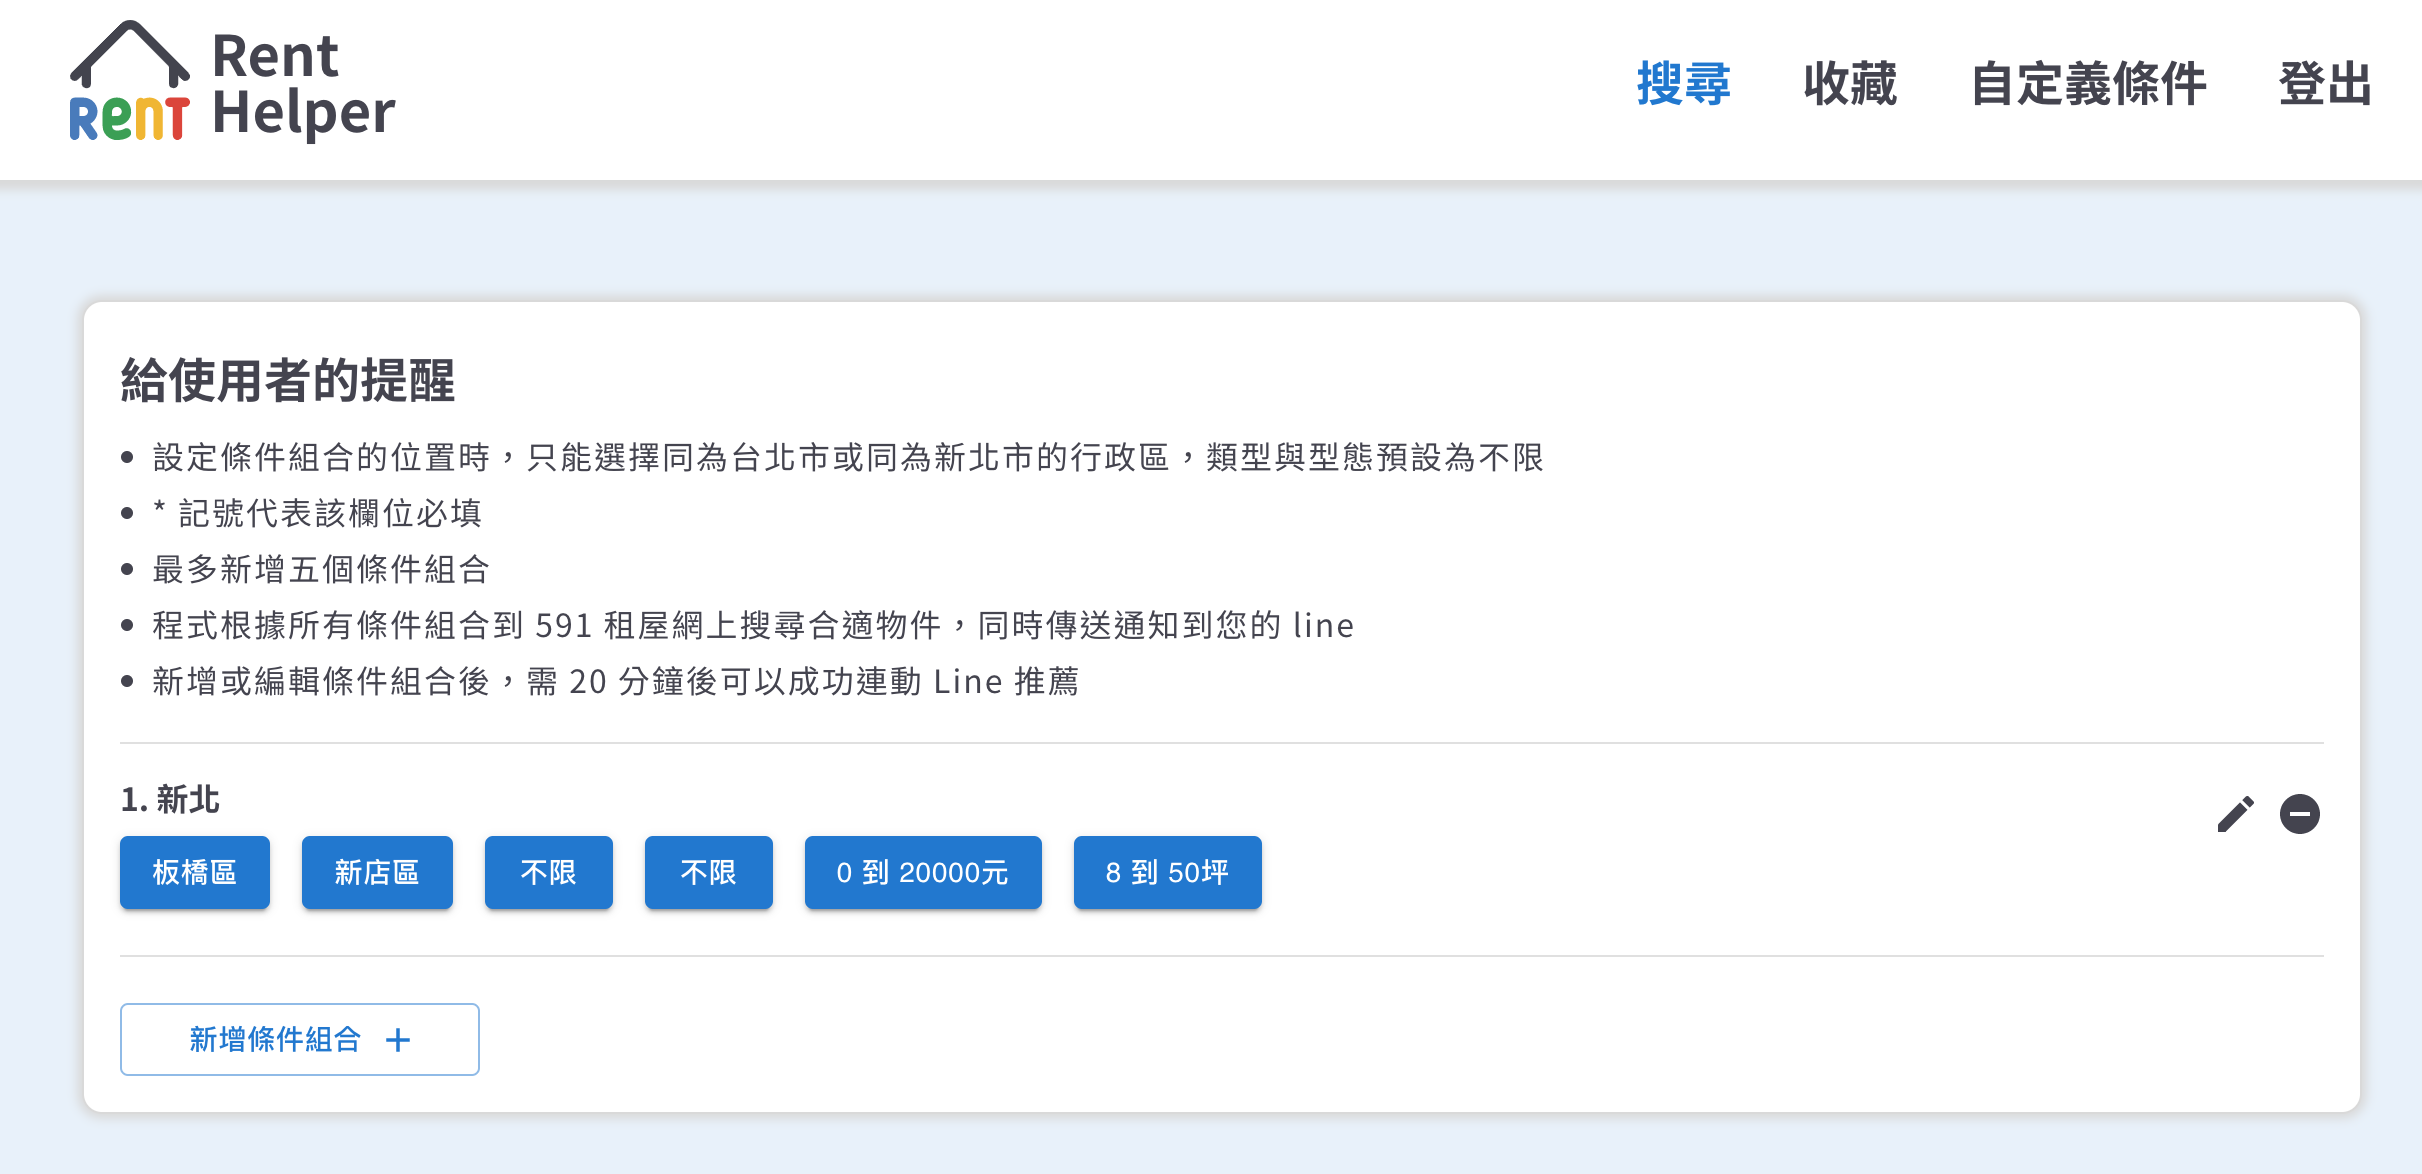 RENT
Rent
Helper
搜尋 收藏 自定義條件 登出
給使用者的提醒
設定條件組合的位置時，只能選擇同為台北市或同為新北市的行政區，類型與型態預設為不限
* 記號代表該欄位必填
最多新增五個條件組合
程式根據所有條件組合到 591 租屋網上搜尋合適物件，同時傳送通知到您的 line
新增或編輯條件組合後，需 20 分鐘後可以成功連動 Line 推薦
1. 新北
板橋區 新店區 不限 不限 0 到 20000元 8 到 50坪
新增條件組合 +